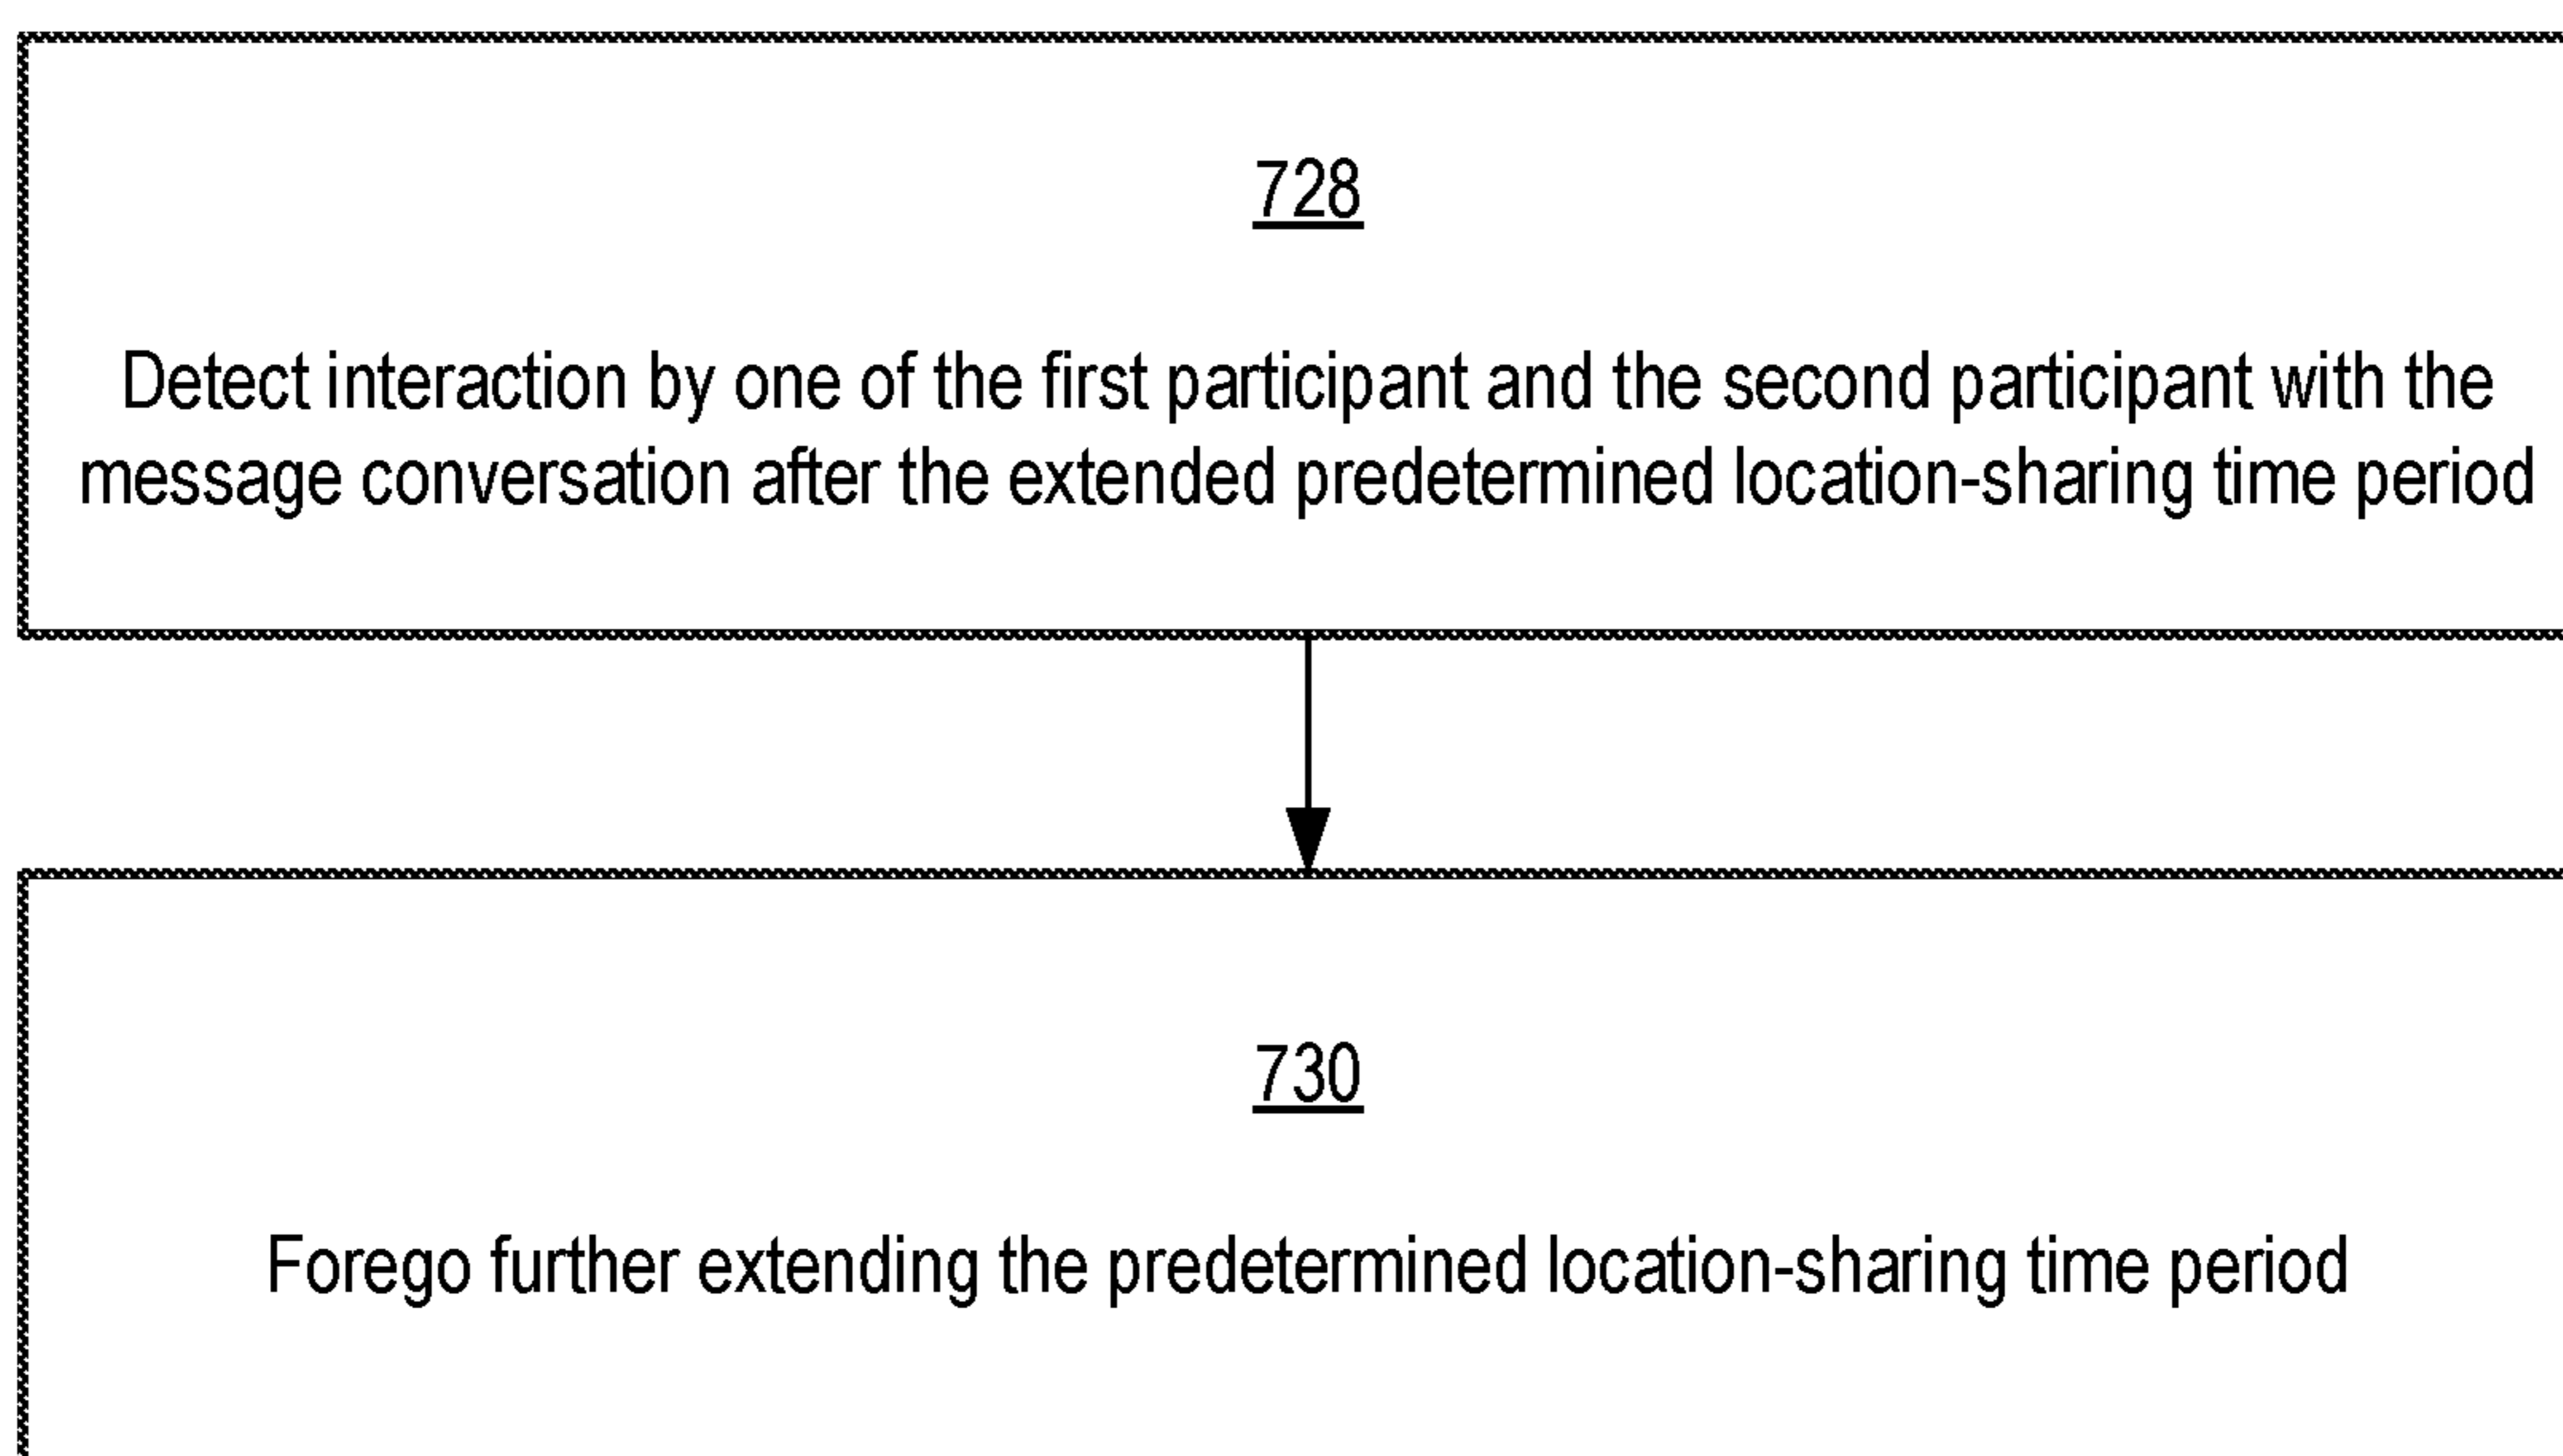 728
Detect interaction by one of the first participant and the second participant with the
message conversation after the extended predetermined location-sharing time period
730
Forego further extending the predetermined location-sharing time period